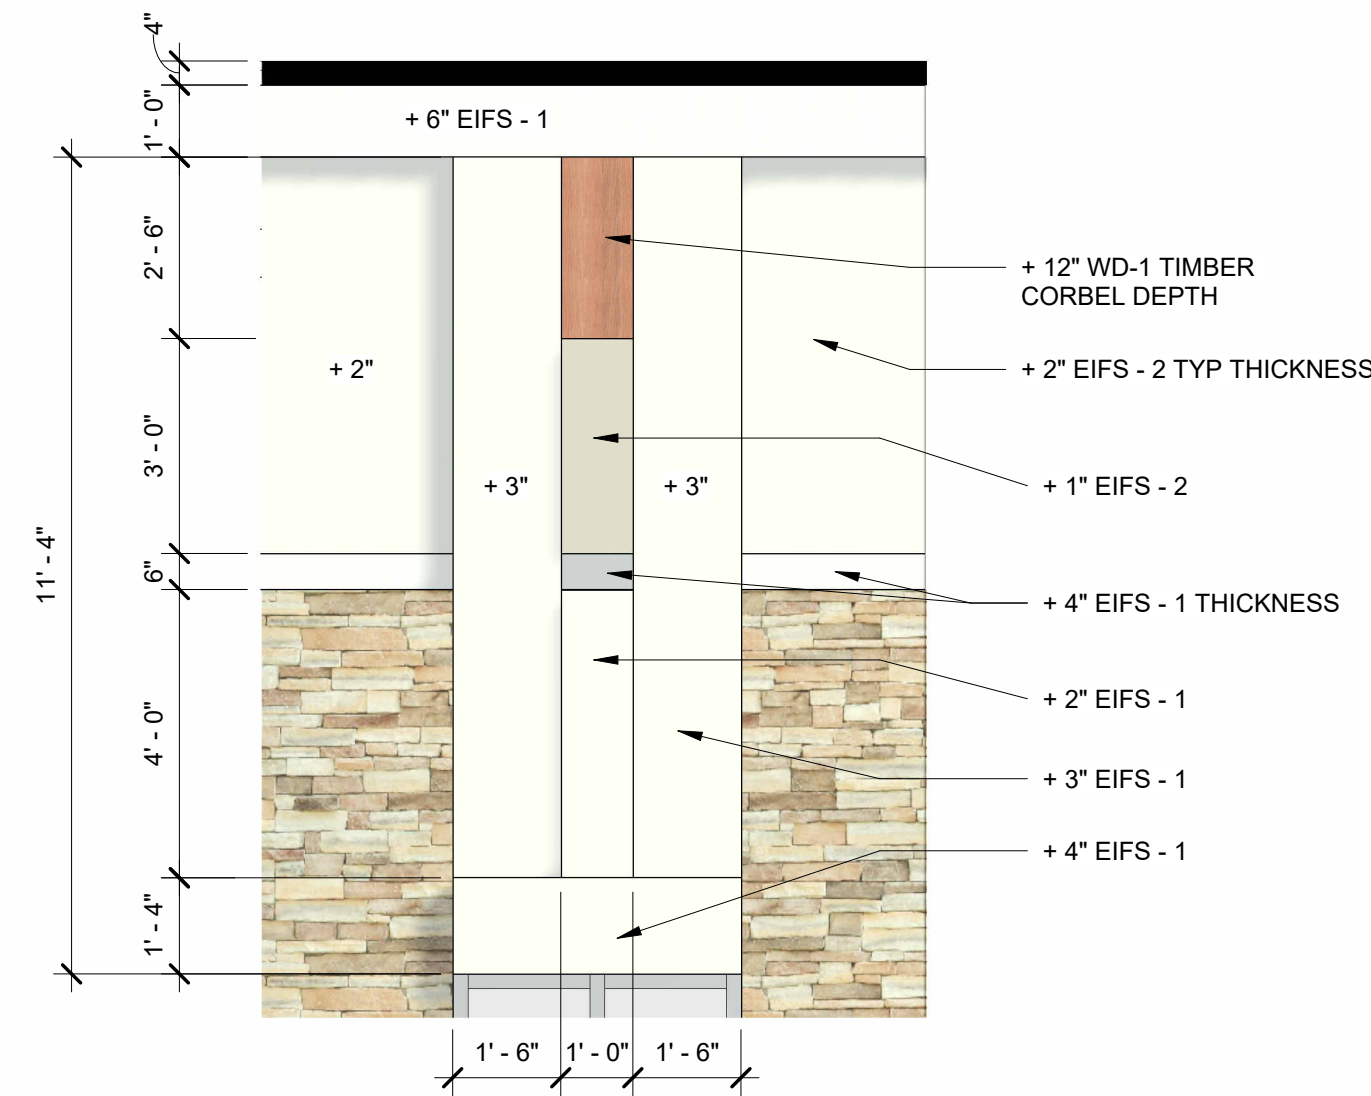 4"
1' - 0"
+ 6" EIFS - 1
2' - 6"
+ 12" WD-1 TIMBER
CORBEL DEPTH
+ 2"
+ 2" EIFS - 2 TYP THICKNESS
3' - 0"
+ 3"
+ 3"
+ 1" EIFS - 2
11' - 4"
6"
+ 4" EIFS - 1 THICKNESS
4' - 0"
+ 2" EIFS - 1
+ 3" EIFS - 1
+ 4" EIFS - 1
1' - 4"
1' - 6"
1' - 0"
1' - 6"